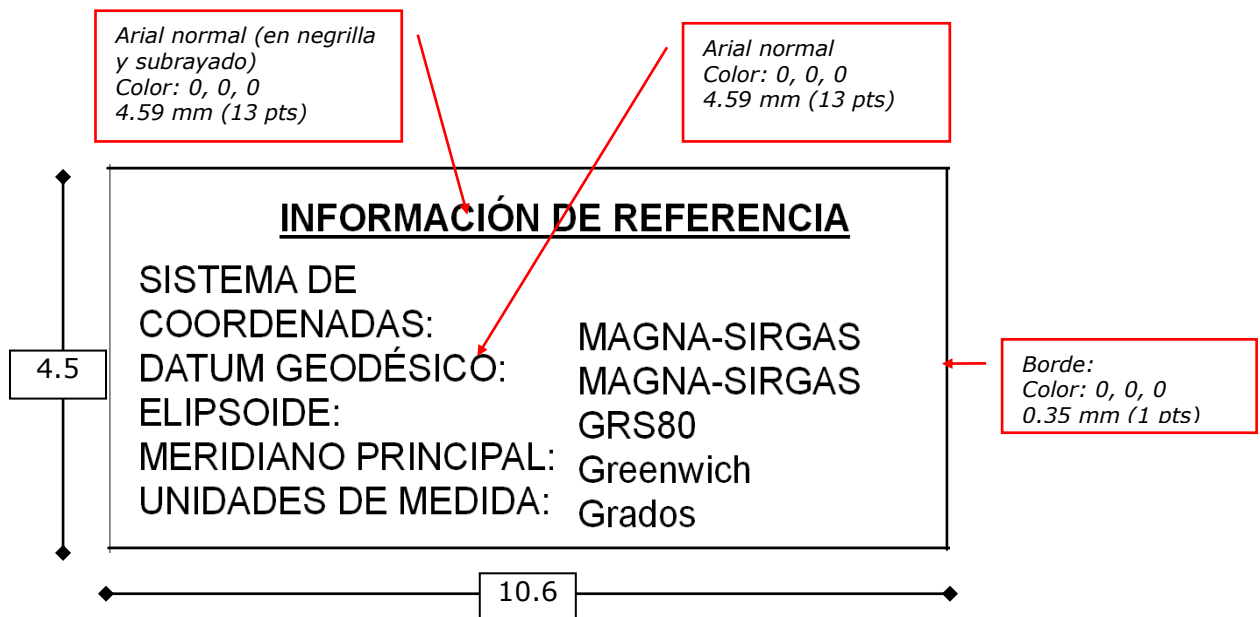 Arial normal (en negrilla
y subrayado)
Color: 0, 0, 0
4.59 mm (13 pts)
Arial normal
Color: 0, 0, 0
4.59 mm (13 pts)
INFORMACIÓN DE REFERENCIA
SISTEMA DE
COORDENADAS: MAGNA-SIRGAS
DATUM GEODÉSICO: MAGNA-SIRGAS
ELIPSOIDE: GRS80
MERIDIANO PRINCIPAL: Greenwich
UNIDADES DE MEDIDA: Grados
4.5
Borde:
Color: 0, 0, 0
0.35 mm (1 pts)
10.6